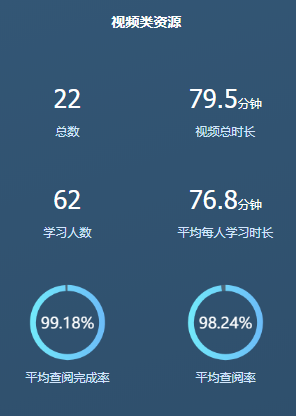 视频类资源
22
79.5分钟
总数
视频总时长
62
76.8分钟
学习人数
平均每人学习时长
99.18%
98.24%
平均查阅完成率
平均查阅率